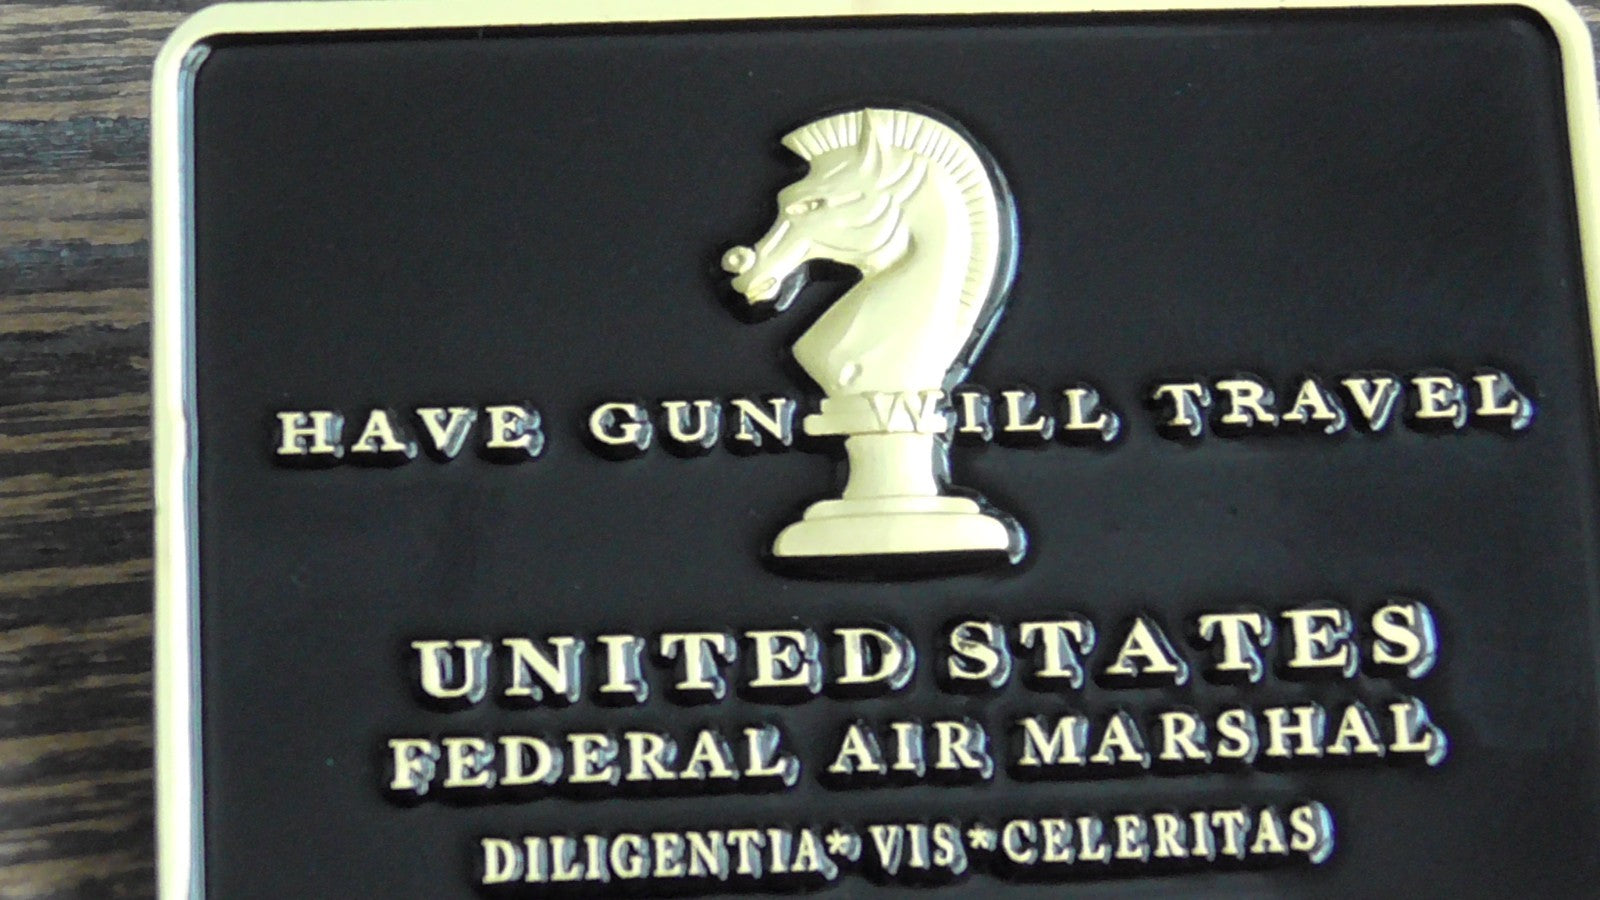 HAVE GUN WILL TRAVEL
UNITED STATES
FEDERAL AIR MARSHAL
DILIGENTIA*VIS*CELERITAS